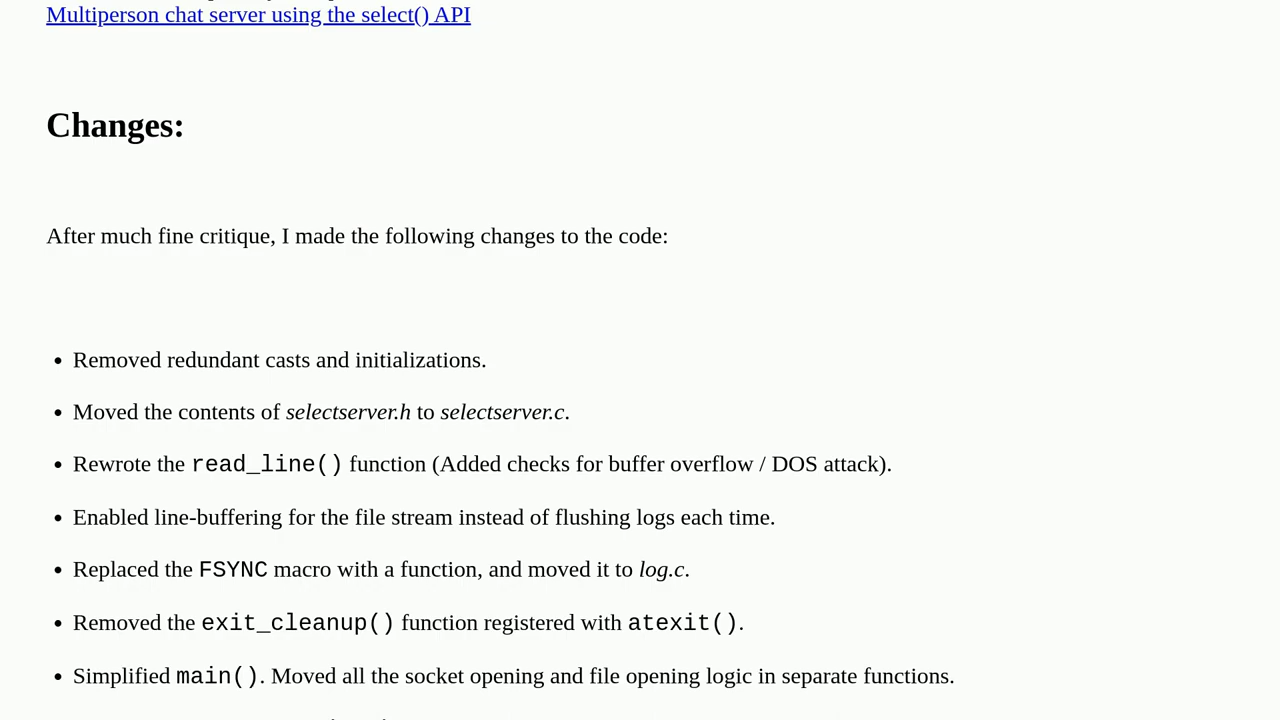 Multiperson chat server using the select() API
Changes:
After much fine critique, I made the following changes to the code:
• Removed redundant casts and initializations.
• Moved the contents of selectserver.h to selectserver.c.
• Rewrote the read_line() function (Added checks for buffer overflow / DOS attack).
• Enabled line-buffering for the file stream instead of flushing logs each time.
• Replaced the FSYNC macro with a function, and moved it to log.c.
• Removed the exit_cleanup() function registered with atexit().
• Simplified main(). Moved all the socket opening and file opening logic in separate functions.